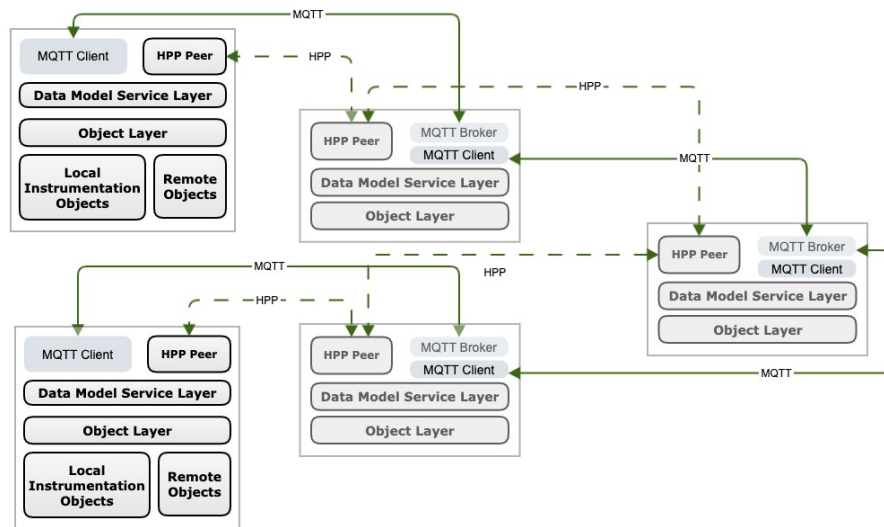 MQTT
MQTT Client
HPP Peer
HPP
Data Model Service Layer
Object Layer
Local
Instrumentation
Objects
Remote
Objects
HPP
HPP Peer
MQTT Broker
MQTT Client
Data Model Service Layer
Object Layer
MQTT
HPP Peer
MQTT Broker
MQTT Client
Data Model Service Layer
Object Layer
MQTT
HPP
HPP
MQTT Client
HPP Peer
Data Model Service Layer
Object Layer
Local
Instrumentation
Objects
Remote
Objects
HPP Peer
MQTT Broker
MQTT Client
Data Model Service Layer
Object Layer
MQTT